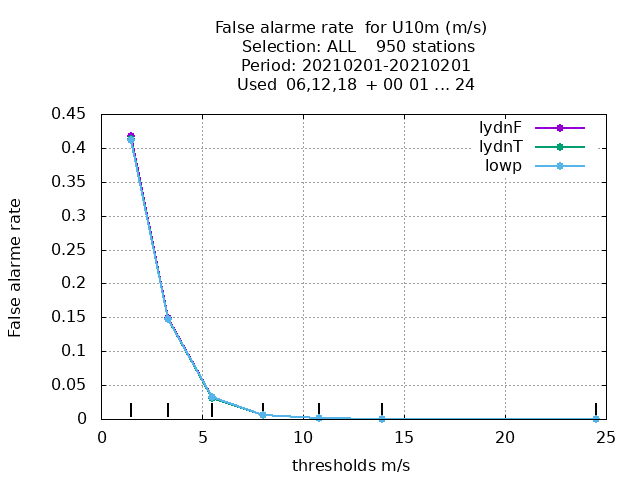 False alarme rate  for U10m (m/s)
Selection: ALL    950 stations
Period: 20210201-20210201
Used  06,12,18  + 00 01 ... 24
0.45
0.4
0.35
0.3
0.25
0.2
0.15
0.1
0.05
0
False alarme rate
lydnF
lydnT
lowp
0 5 10 15 20 25
thresholds m/s